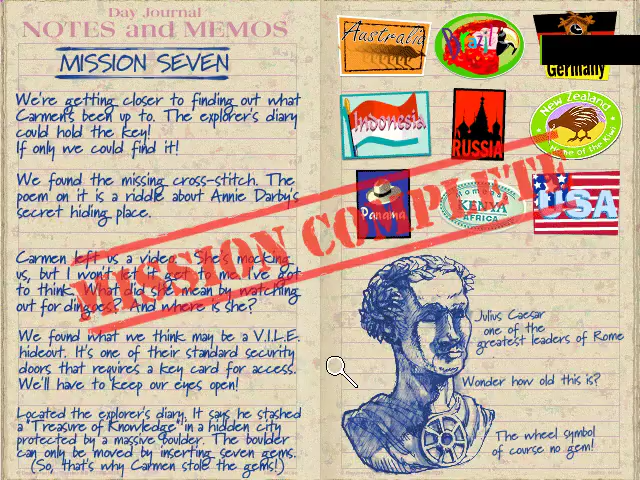 Day Journal
NOTES and MEMOS
MISSION SEVEN
We're getting closer to finding out what
Carmen's been up to. The explorer's diary
could hold the key!
If only we could find it!
We found the missing cross-stitch. The
poem on it is a riddle about Annie Darby's
secret hiding place.
Carmen left us a video. She's mocking
us, but I won't let it get to me. I've got
to think. What did she mean by watching
out for dingoes? And where is she?
We found what we think may be a V.I.L.E.
hideout. It's one of their standard security
doors that requires a key card for access.
We'll have to keep our eyes open!
Located the explorer's diary. It says he stashed
a "Treasure of Knowledge" in a hidden city
protected by a massive boulder. The boulder
can only be moved by inserting seven gems.
(So, that's why Carmen stole the gems!)
MISSION COMPLETE
Australia
Brazil
Germany
Indonesia
RUSSIA
New Zealand
Home of the Kiwi
Panama
KENYA
AFRICA
USA
Julius Caesar
one of the
greatest leaders of Rome
Wonder how old this is?
The wheel symbol
of course no gem!